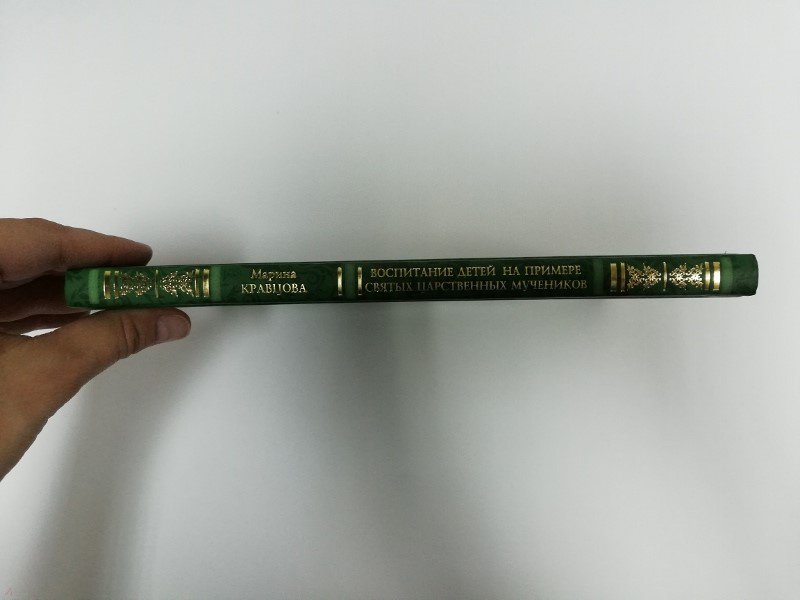 Марина
КРАВЦОВА
ВОСПИТАНИЕ ДЕТЕЙ НА ПРИМЕРЕ
СВЯТЫХ ЦАРСТВЕННЫХ МУЧЕНИКОВ